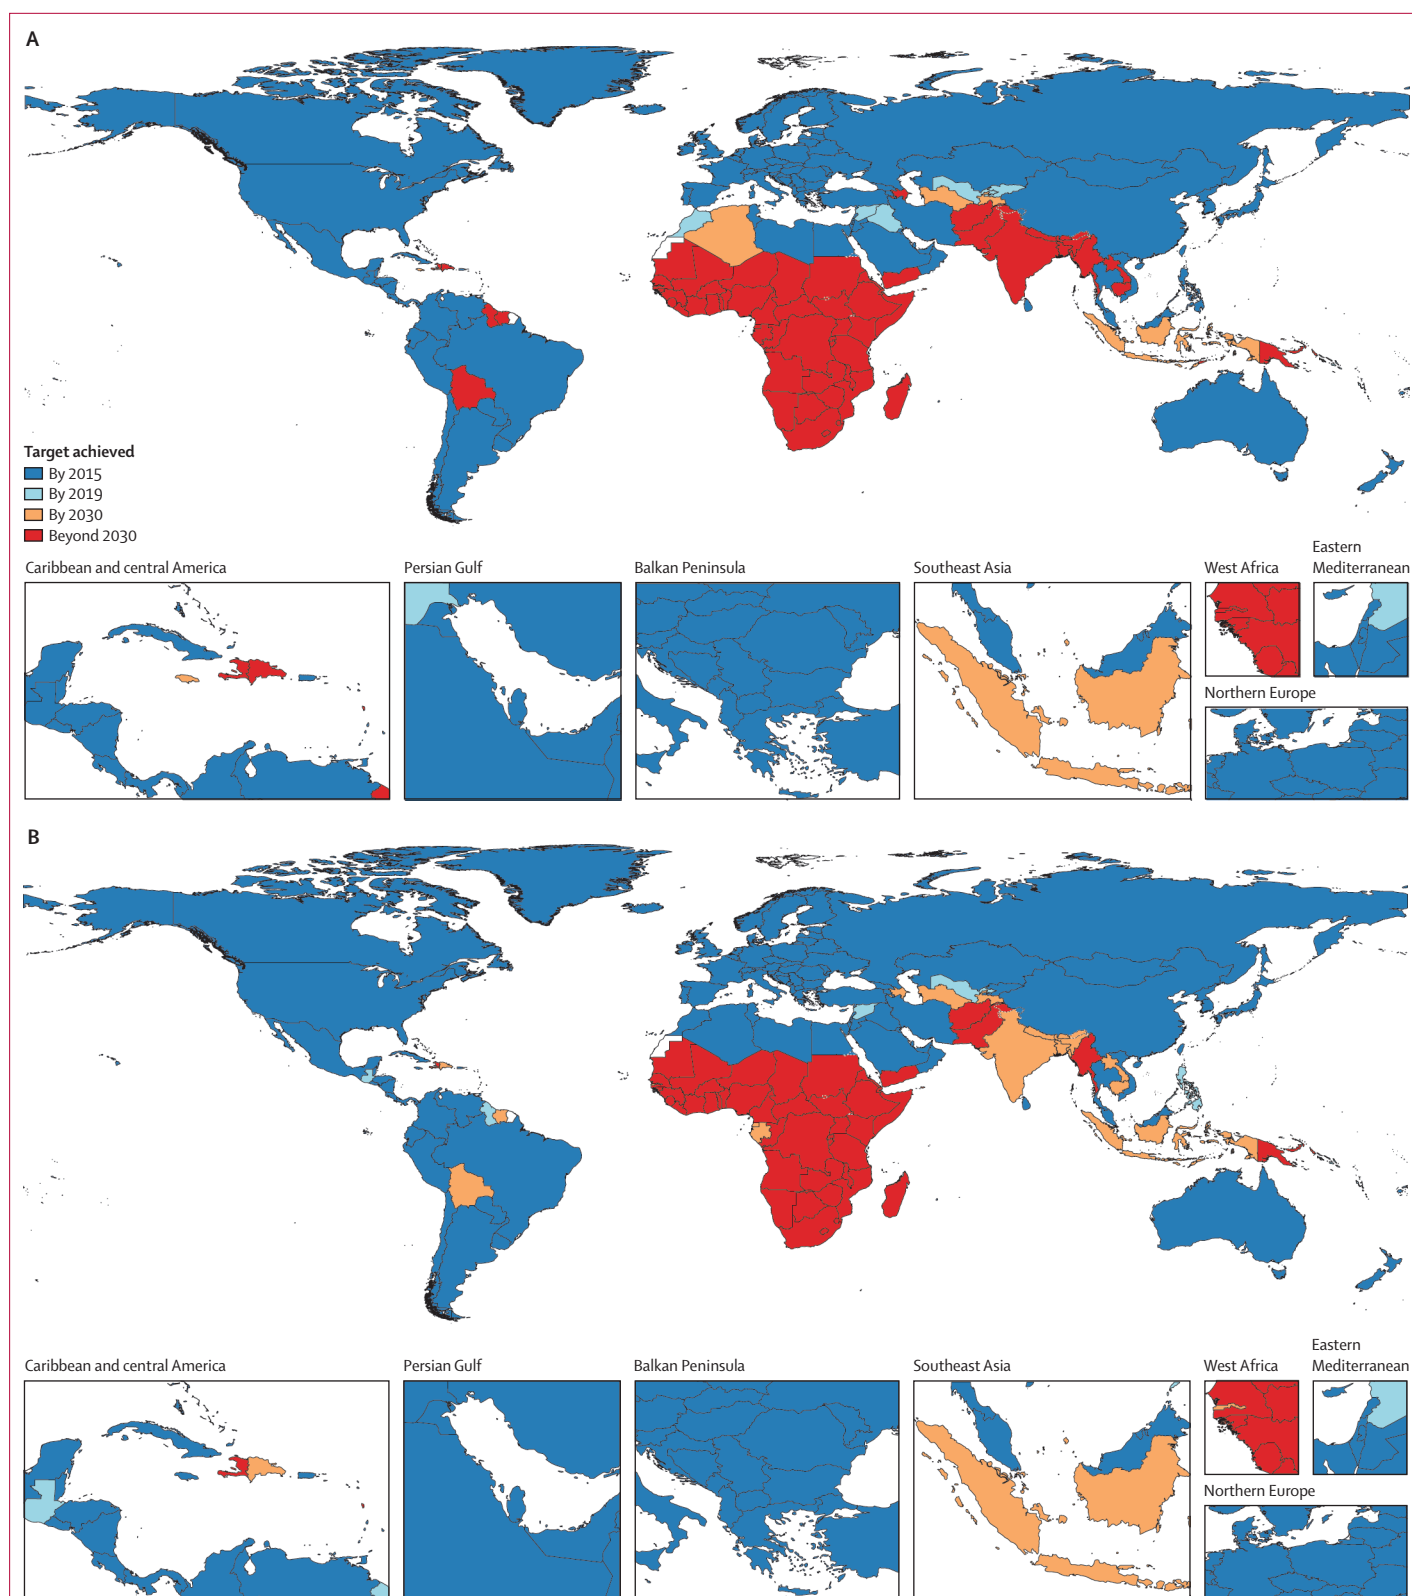 A
Target achieved
By 2015
By 2019
By 2030
Beyond 2030
Caribbean and central America
Persian Gulf
Balkan Peninsula
Southeast Asia
West Africa
Eastern
Mediterranean
Northern Europe
B
Caribbean and central America
Persian Gulf
Balkan Peninsula
Southeast Asia
West Africa
Eastern
Mediterranean
Northern Europe